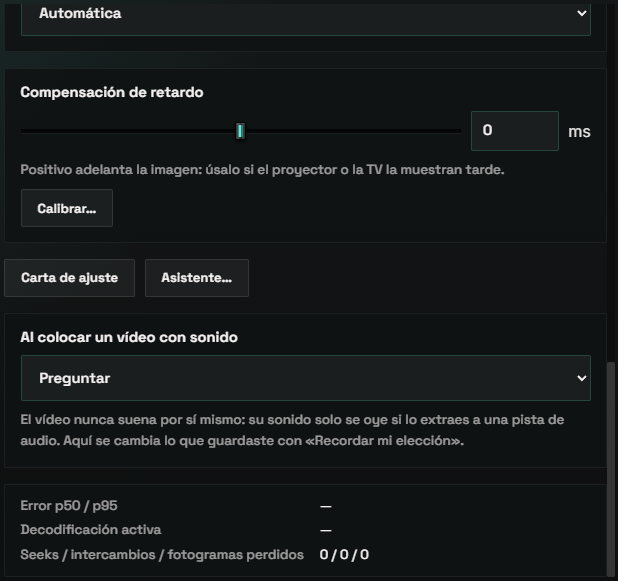 Automática
Compensación de retardo
0 ms
Positivo adelanta la imagen: úsalo si el proyector o la TV la muestran tarde.
Calibrar...
Carta de ajuste Asistente...
Al colocar un vídeo con sonido
Preguntar
El vídeo nunca suena por sí mismo: su sonido solo se oye si lo extraes a una pista de
audio. Aquí se cambia lo que guardaste con «Recordar mi elección».
Error p50 / p95 —
Decodificación activa —
Seeks / intercambios / fotogramas perdidos 0 / 0 / 0